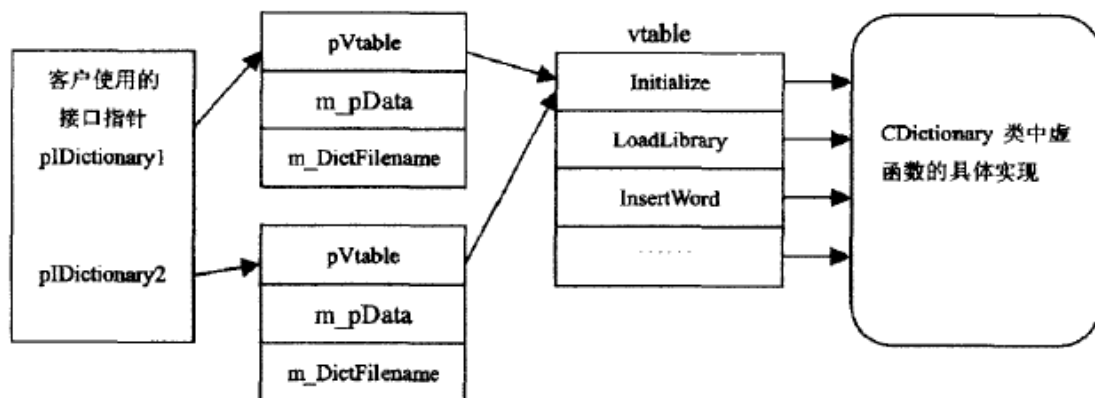 客户使用的
接口指针
pIDictionary1
pIDictionary2
pVtable
m_pData
m_DictFilename
pVtable
m_pData
m_DictFilename
vtable
Initialize
LoadLibrary
InsertWord
......
CDictionary 类中虚
函数的具体实现